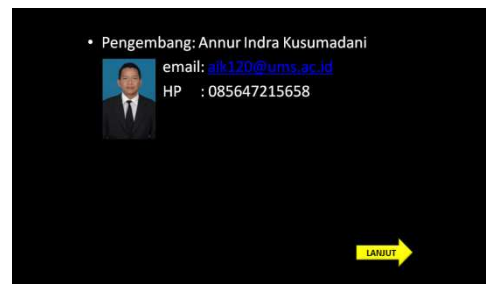 • Pengembang: Annur Indra Kusumadani
email: aik120@ums.ac.id
HP : 085647215658
LANJUT